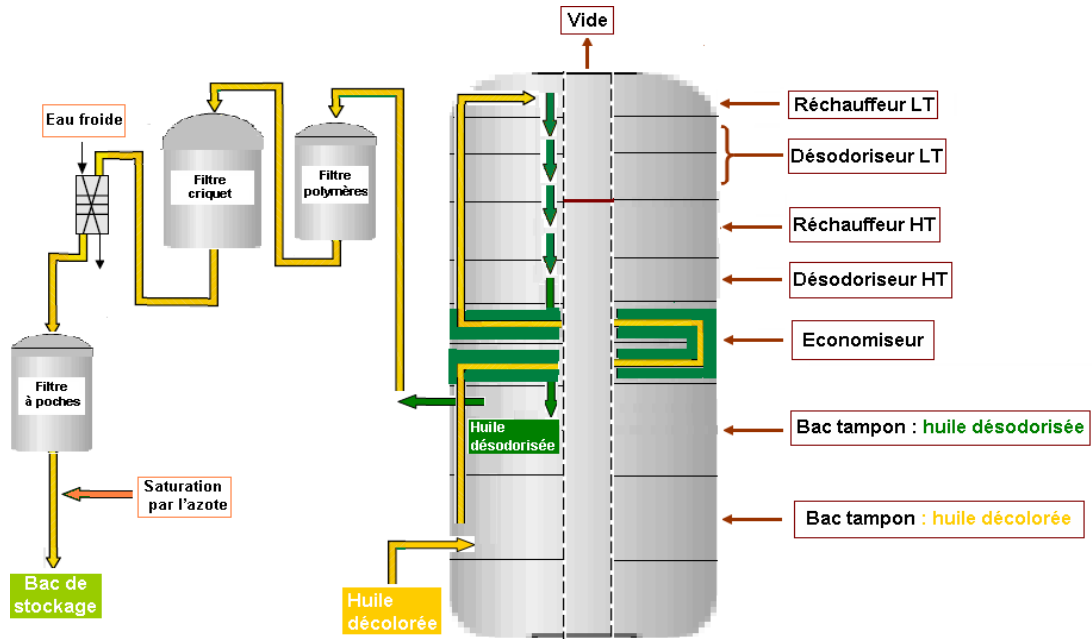 Vide
Réchauffeur LT
Désodoriseur LT
Réchauffeur HT
Désodoriseur HT
Economiseur
Bac tampon : huile désodorisée
Bac tampon : huile décolorée
Eau froide
Filtre
criquet
Filtre
polymères
Filtre
à poches
Huile
désodorisée
Saturation
par l'azote
Bac de
stockage
Huile
décolorée